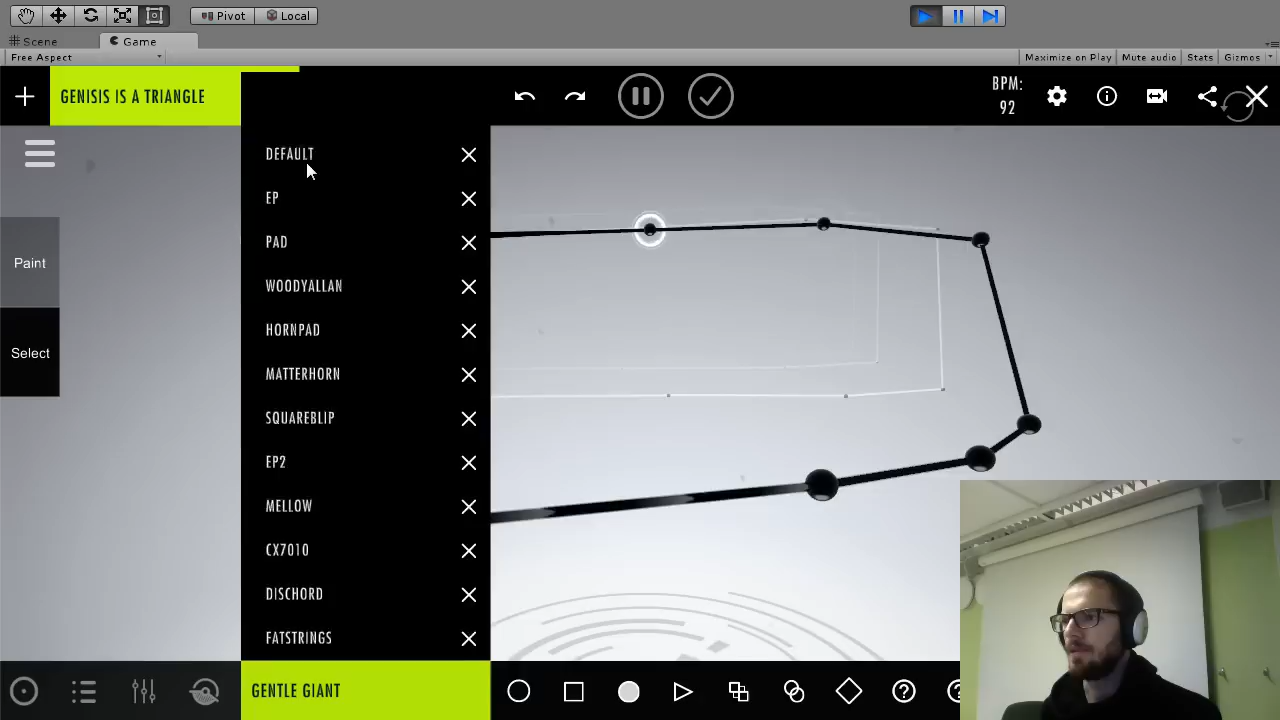 Pivot Local
Scene Game
Free Aspect Maximize on Play Mute audio Stats Gizmos
GENISIS IS A TRIANGLE
BPM:
92
DEFAULT
EP
PAD
WOODYALLAN
HORNPAD
MATTERHORN
SQUAREBLIP
EP2
MELLOW
CX7010
DISCHORD
FATSTRINGS
GENTLE GIANT
Paint
Select